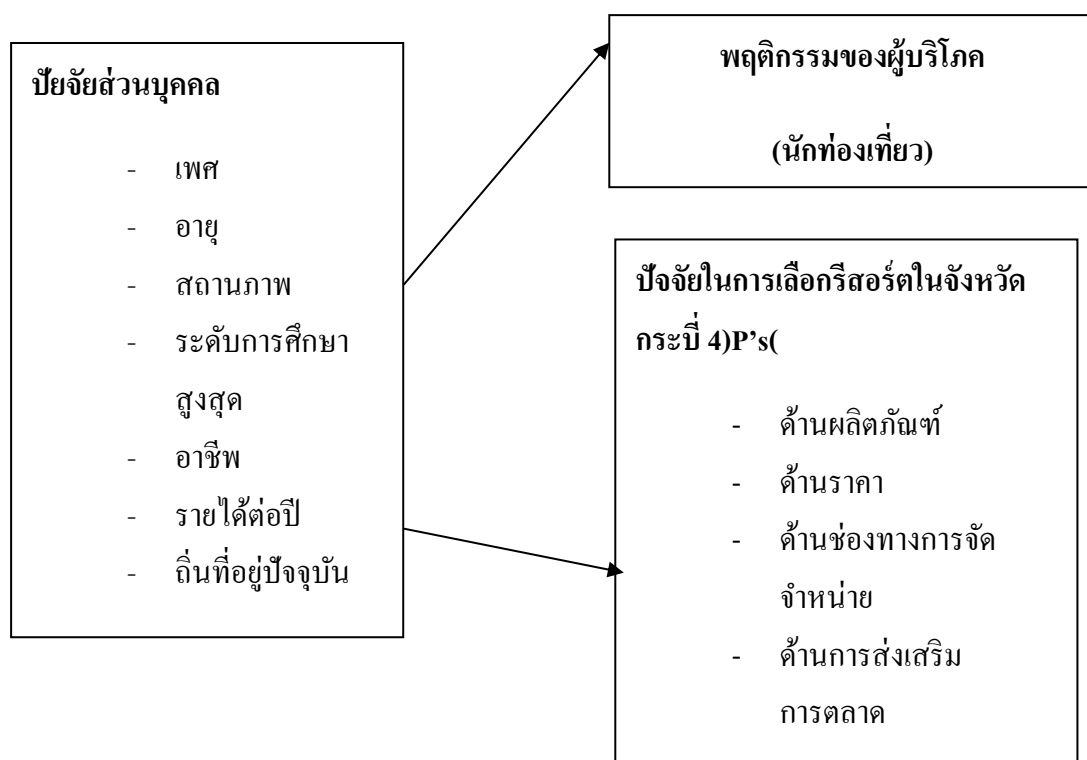 ปัยจัยส่วนบุคคล
- เพศ
- อายุ
- สถานภาพ
- ระดับการศึกษา
สูงสุด
- อาชีพ
- รายได้ต่อปี
- ถิ่นที่อยู่ปัจจุบัน
พฤติกรรมของผู้บริโภค
(นักท่องเที่ยว)
ปัจจัยในการเลือกรีสอร์ตในจังหวัด
กระบี่ 4)P’s(
- ด้านผลิตภัณฑ์
- ด้านราคา
- ด้านช่องทางการจัด
จำหน่าย
- ด้านการส่งเสริม
การตลาด